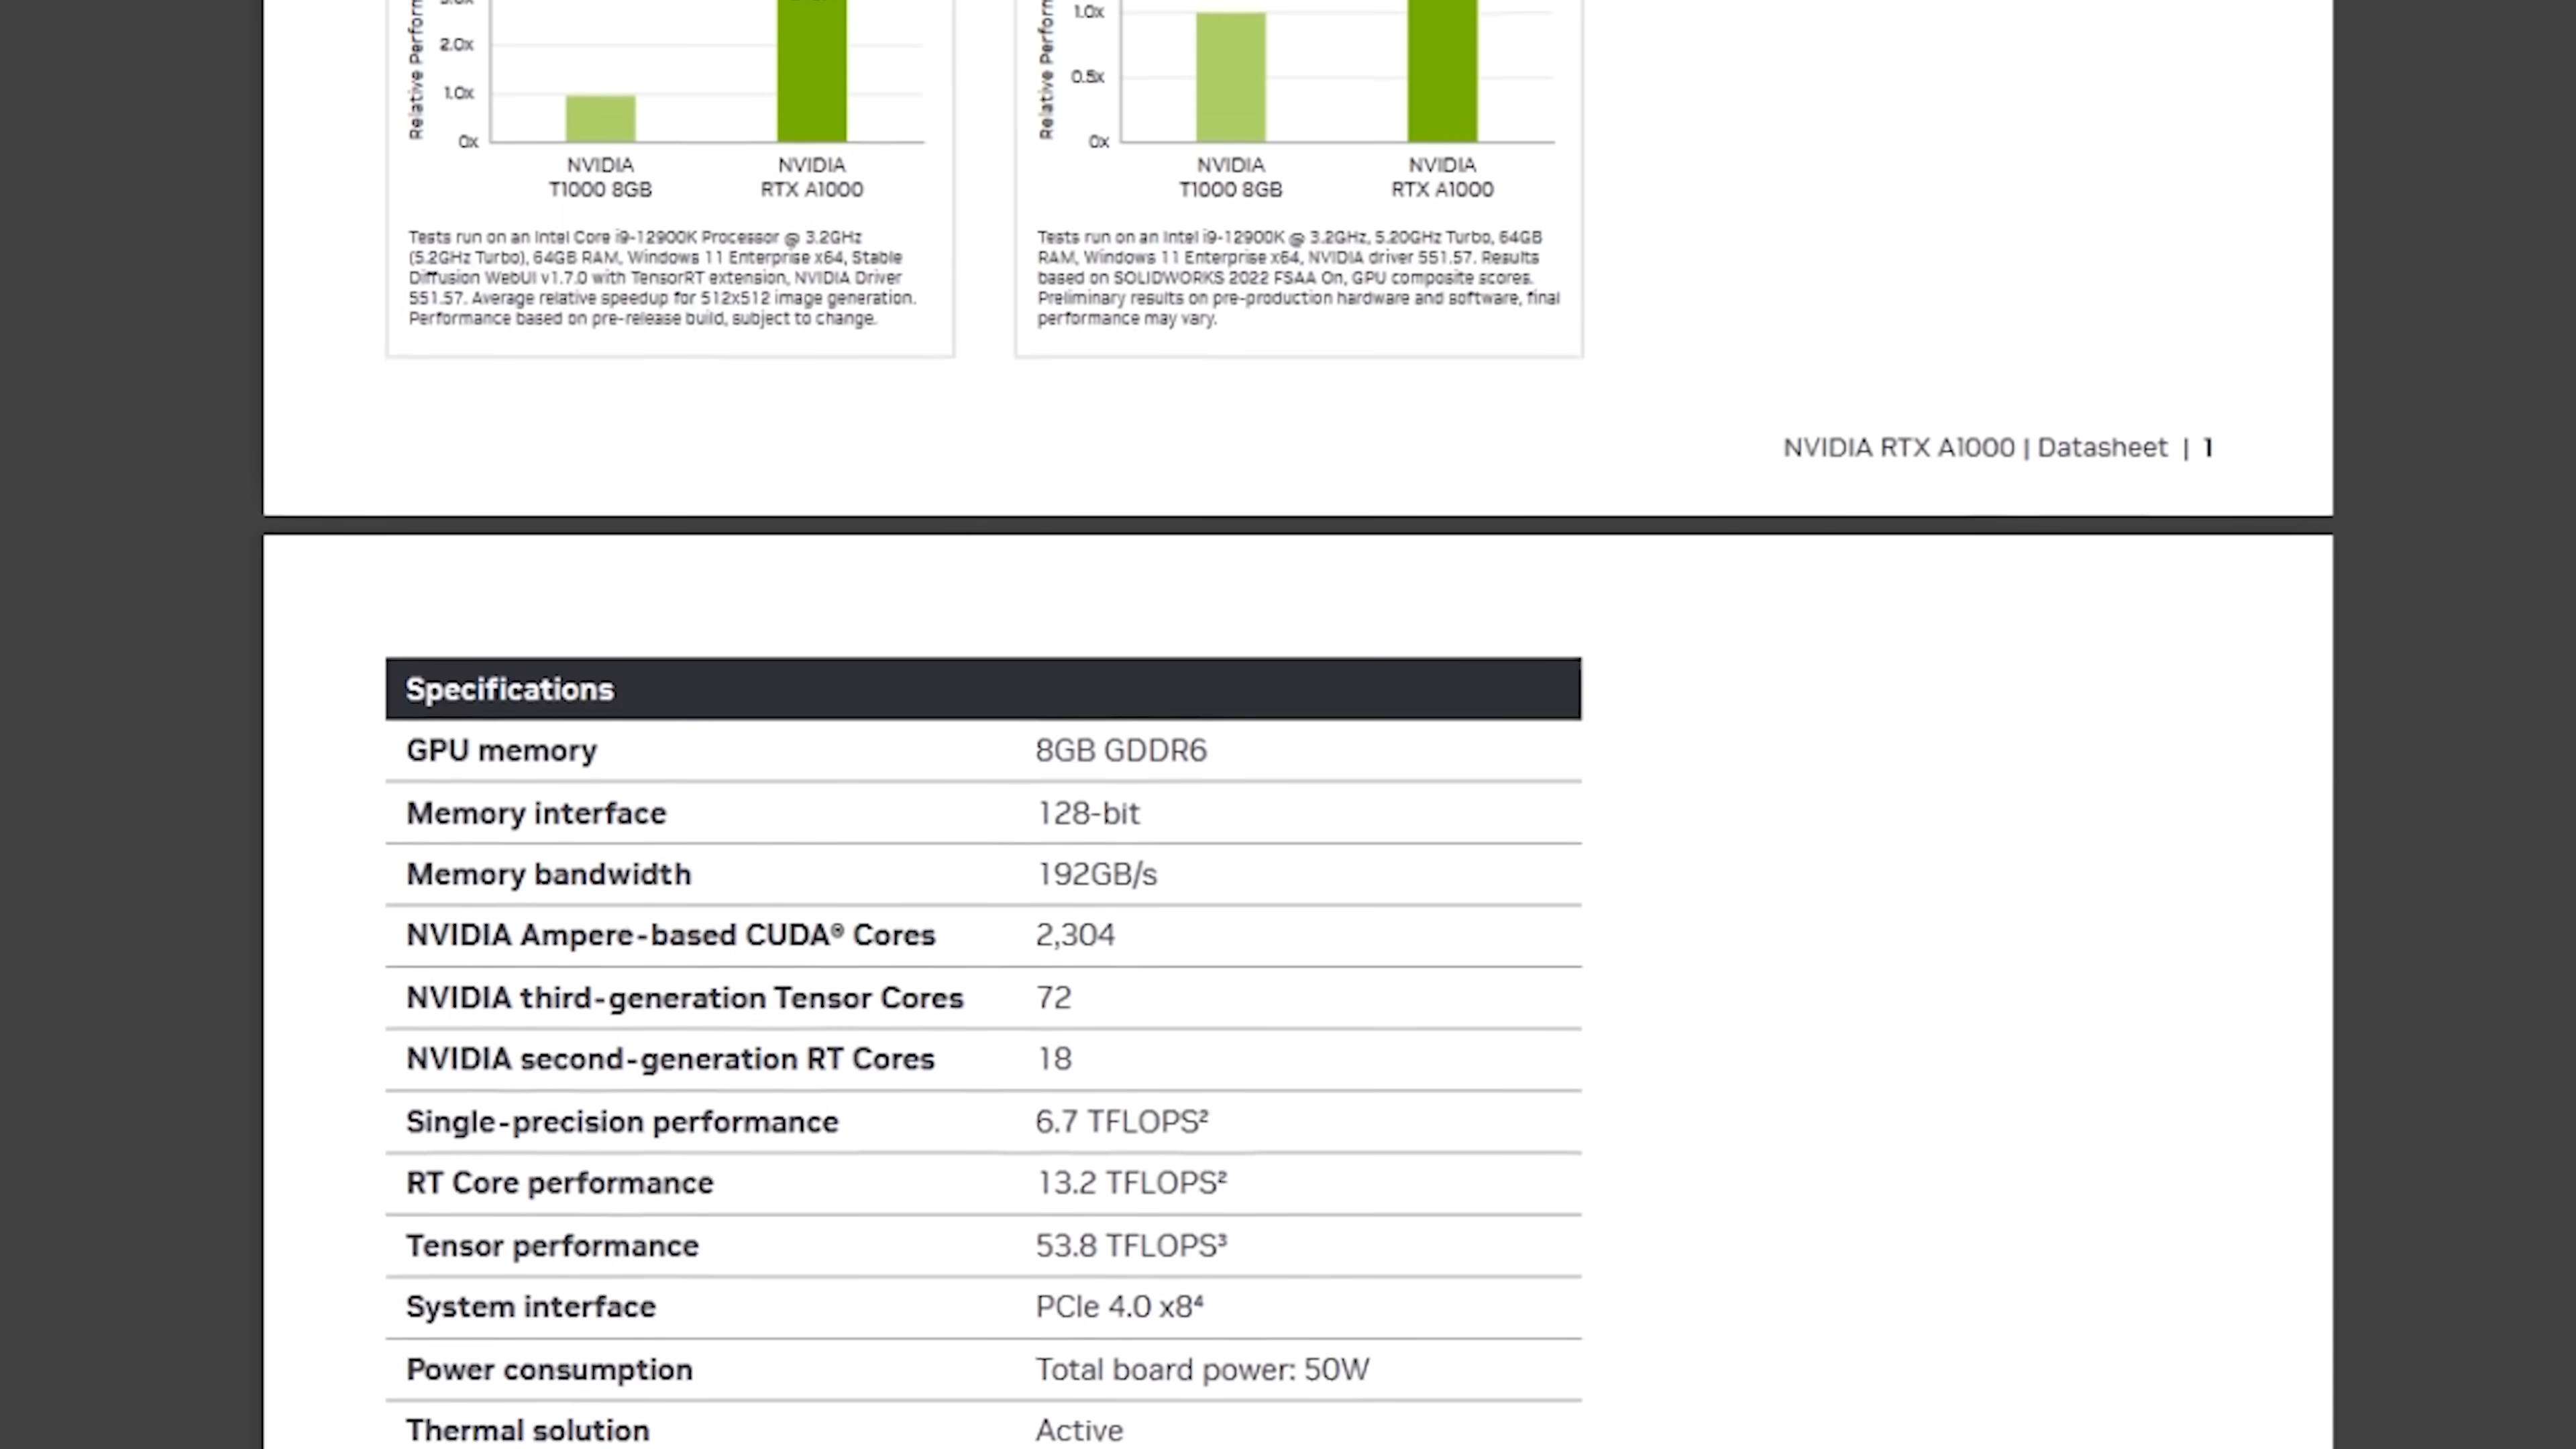 Relative Perform
2.0x
1.0x
0x
NVIDIA
T1000 8GB
NVIDIA
RTX A1000
Tests run on an Intel Core i9-12900K Processor @ 3.2GHz
(5.2GHz Turbo), 64GB RAM, Windows 11 Enterprise x64, Stable
Diffusion WebUI v1.7.0 with TensorRT extension, NVIDIA Driver
551.57. Average relative speedup for 512x512 image generation.
Performance based on pre-release build, subject to change.
Relative Perform
1.0x
0.5x
0x
NVIDIA
T1000 8GB
NVIDIA
RTX A1000
Tests run on an Intel i9-12900K @ 3.2GHz, 5.20GHz Turbo, 64GB
RAM, Windows 11 Enterprise x64, NVIDIA driver 551.57. Results
based on SOLIDWORKS 2022 FSAA On, GPU composite scores.
Preliminary results on pre-production hardware and software, final
performance may vary.
NVIDIA RTX A1000 | Datasheet | 1
Specifications
GPU memory 8GB GDDR6
Memory interface 128-bit
Memory bandwidth 192GB/s
NVIDIA Ampere-based CUDA® Cores 2,304
NVIDIA third-generation Tensor Cores 72
NVIDIA second-generation RT Cores 18
Single-precision performance 6.7 TFLOPS²
RT Core performance 13.2 TFLOPS²
Tensor performance 53.8 TFLOPS³
System interface PCIe 4.0 x8⁴
Power consumption Total board power: 50W
Thermal solution Active